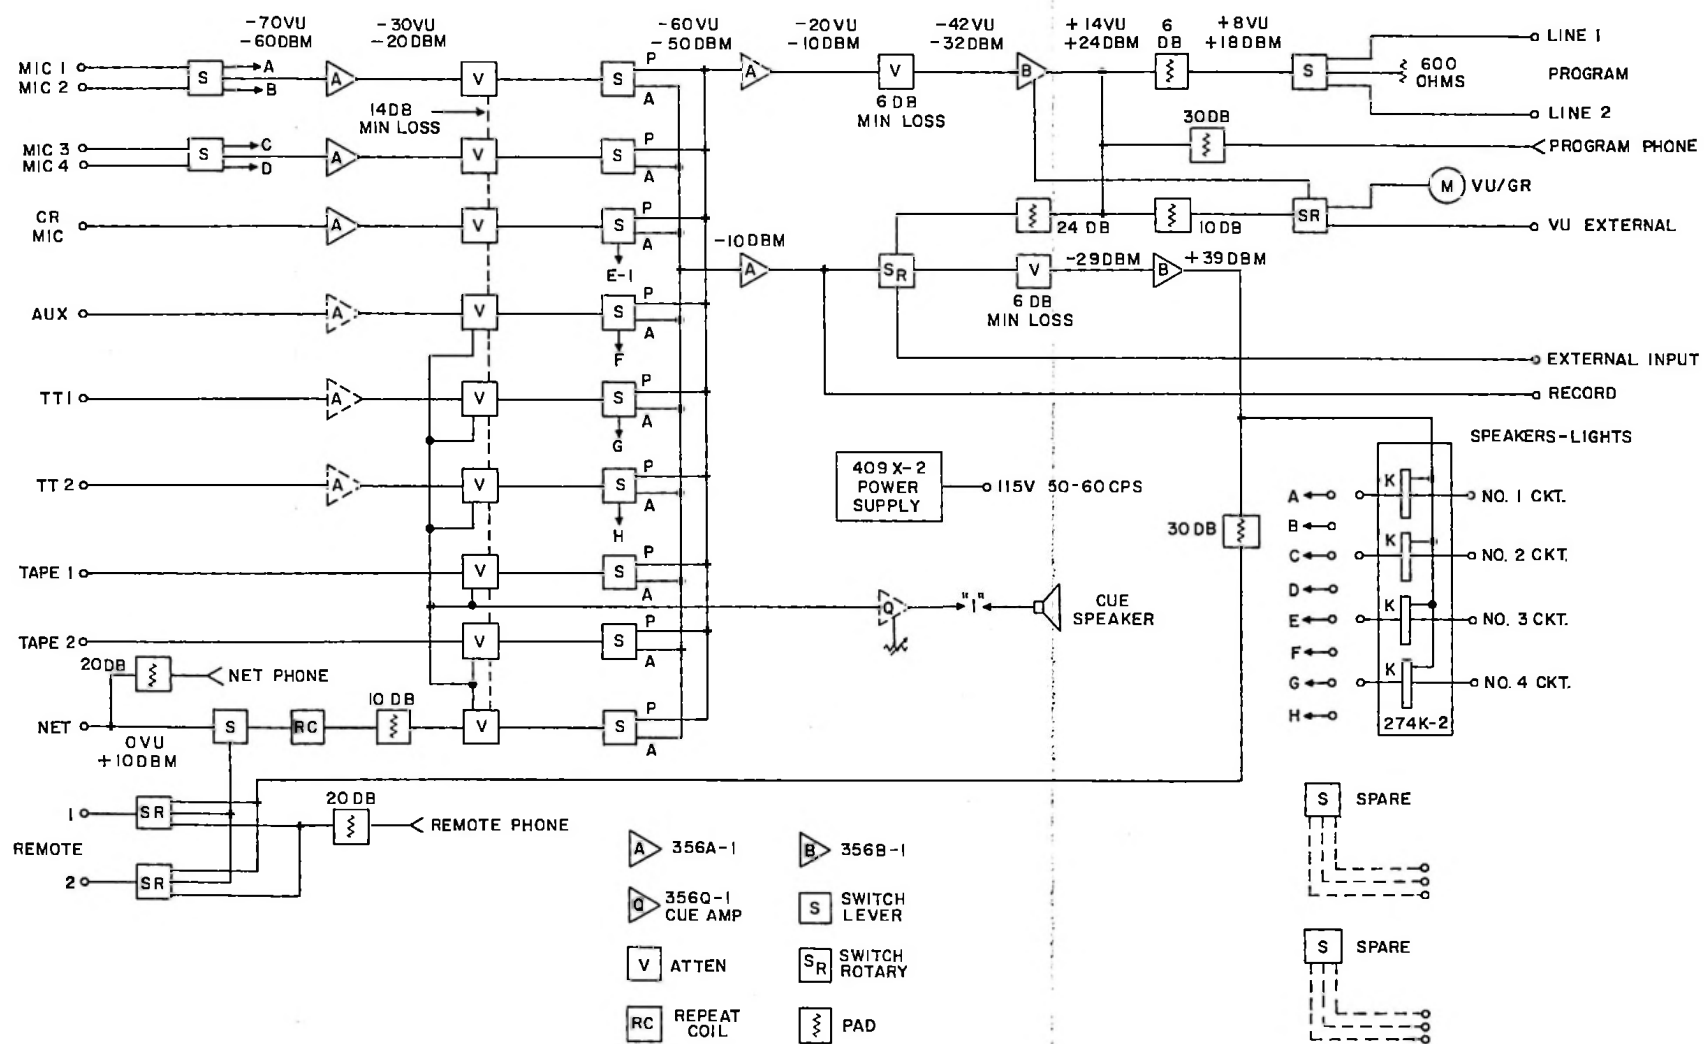 -70VU -30VU -60VU -20VU -42VU +14VU 6 +8VU
-60DBM -20DBM -50DBM -10DBM -32DBM +24DBM DB +18DBM
MIC 1 S A A V S P A V B S LINE 1
MIC 2 B A 600 OHMS PROGRAM
14DB MIN LOSS 6 DB MIN LOSS LINE 2
30DB
MIC 3 S C A V S P PROGRAM PHONE
MIC 4 D A
M VU/GR
CR MIC A V S P A SR VU EXTERNAL
24 DB 10DB
E-1 -10DBM A SR V -29DBM B +39DBM
6 DB MIN LOSS
AUX A V S P A
F EXTERNAL INPUT
TT1 A V S P A RECORD
G SPEAKERS-LIGHTS
409X-2 POWER SUPPLY 115V 50-60CPS
TT2 A V S P A
H
A K NO. 1 CKT.
B
30DB
C K NO. 2 CKT.
D
TAPE 1 V S P A
Q "1" CUE SPEAKER
E K NO. 3 CKT.
TAPE 2 V S P A
F
20DB NET PHONE
G K NO. 4 CKT.
10DB
H 274K-2
NET S RC V S P A
0VU
+10DBM
20DB
1 SR REMOTE PHONE
REMOTE
2 SR
S SPARE
A 356A-1
B 356B-1
Q 356Q-1 CUE AMP
S SWITCH LEVER
V ATTEN
SR SWITCH ROTARY
RC REPEAT COIL
PAD
S SPARE